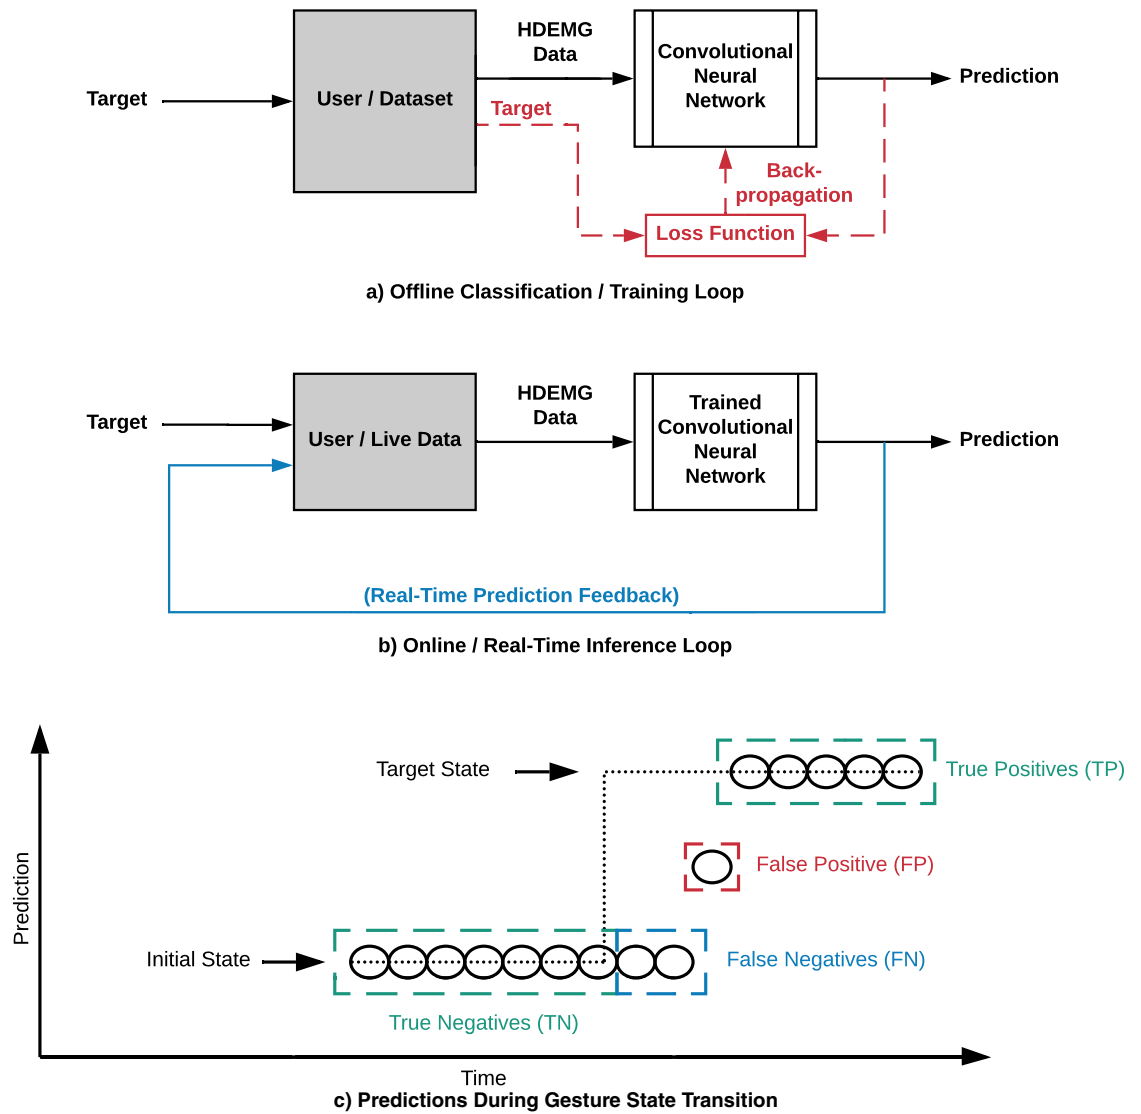 HDEMG
Data
Convolutional
Neural
Network
Prediction
Target
User / Dataset
Target
Back-
propagation
Loss Function
a) Offline Classification / Training Loop
HDEMG
Data
Trained
Convolutional
Neural
Network
Target
User / Live Data
Prediction
(Real-Time Prediction Feedback)
b) Online / Real-Time Inference Loop
Target State
True Positives (TP)
False Positive (FP)
Prediction
Initial State
False Negatives (FN)
True Negatives (TN)
Time
c) Predictions During Gesture State Transition